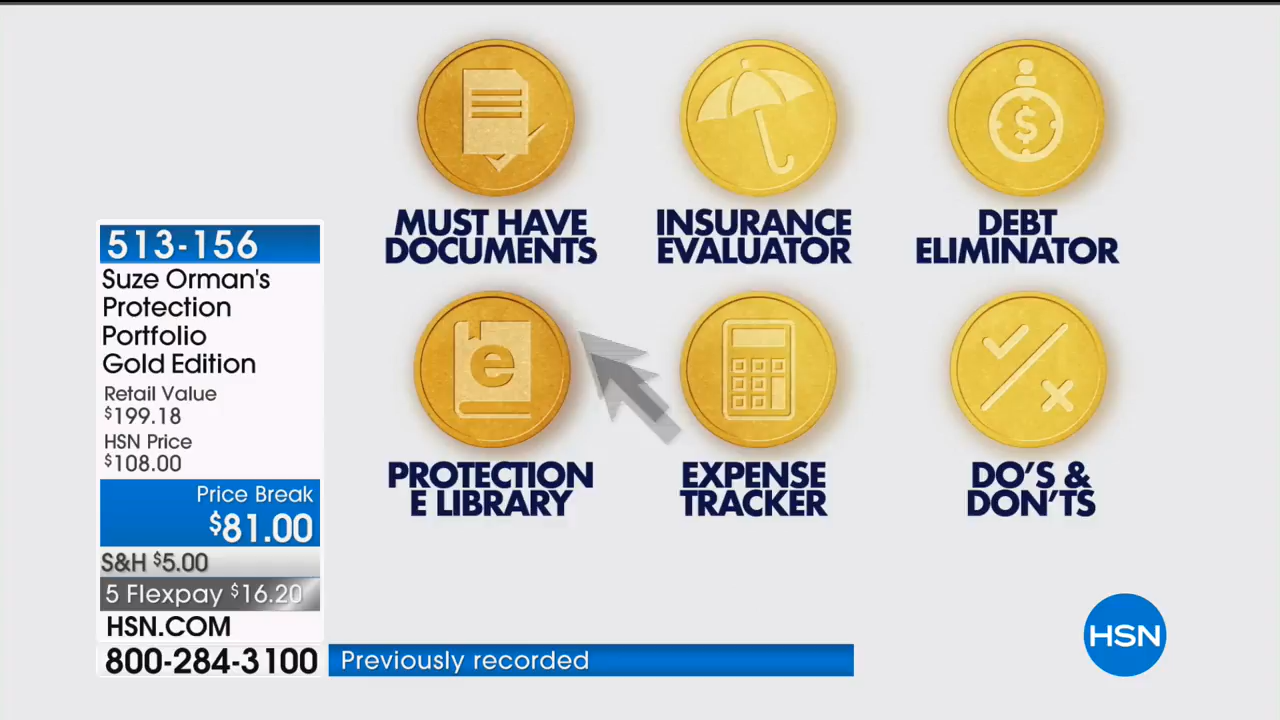 MUST HAVE
DOCUMENTS
INSURANCE
EVALUATOR
$
DEBT
ELIMINATOR
e
PROTECTION
E LIBRARY
EXPENSE
TRACKER
DO'S &
DON'TS
513-156
Suze Orman's
Protection
Portfolio
Gold Edition
Retail Value
$199.18
HSN Price
$108.00
Price Break
$81.00
S&H $5.00
5 Flexpay $16.20
HSN.COM
800-284-3100
Previously recorded
HSN